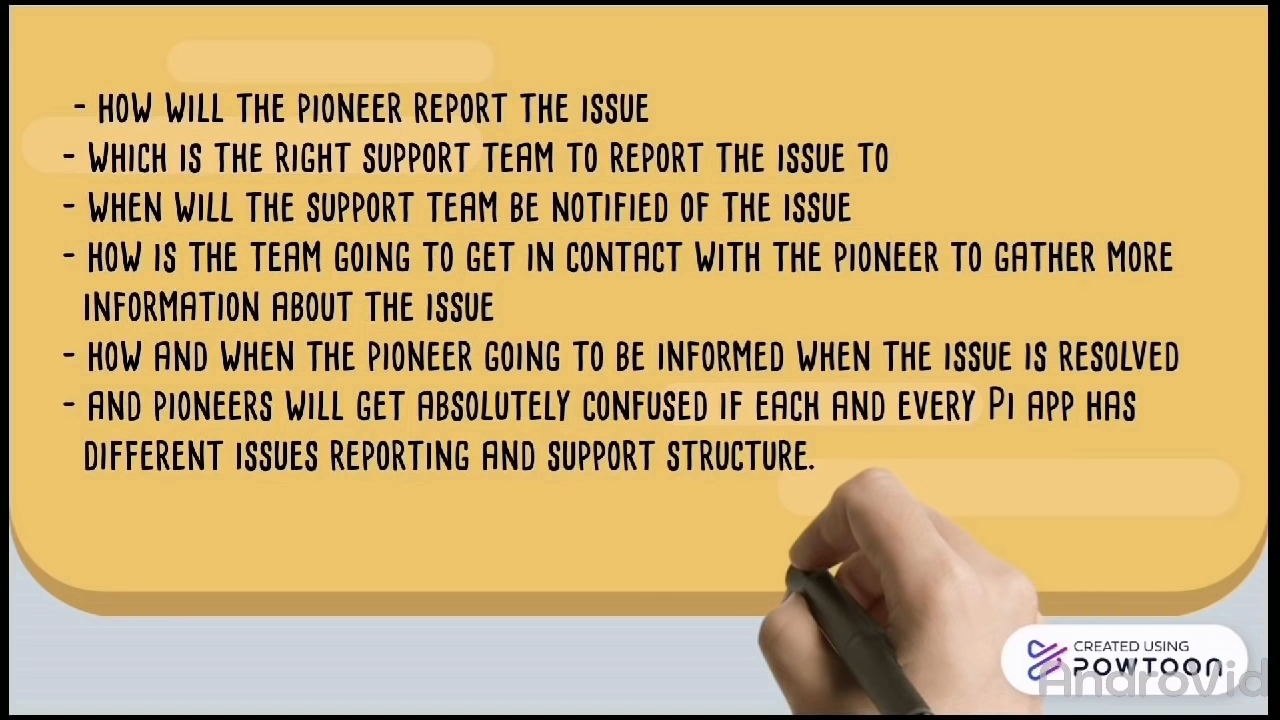 - HOW WILL THE PIONEER REPORT THE ISSUE
- WHICH IS THE RIGHT SUPPORT TEAM TO REPORT THE ISSUE TO
- WHEN WILL THE SUPPORT TEAM BE NOTIFIED OF THE ISSUE
- HOW IS THE TEAM GOING TO GET IN CONTACT WITH THE PIONEER TO GATHER MORE
INFORMATION ABOUT THE ISSUE
- HOW AND WHEN THE PIONEER GOING TO BE INFORMED WHEN THE ISSUE IS RESOLVED
- AND PIONEERS WILL GET ABSOLUTELY CONFUSED IF EACH AND EVERY PI APP HAS
DIFFERENT ISSUES REPORTING AND SUPPORT STRUCTURE.
CREATED USING
POWTOON
AndroVid